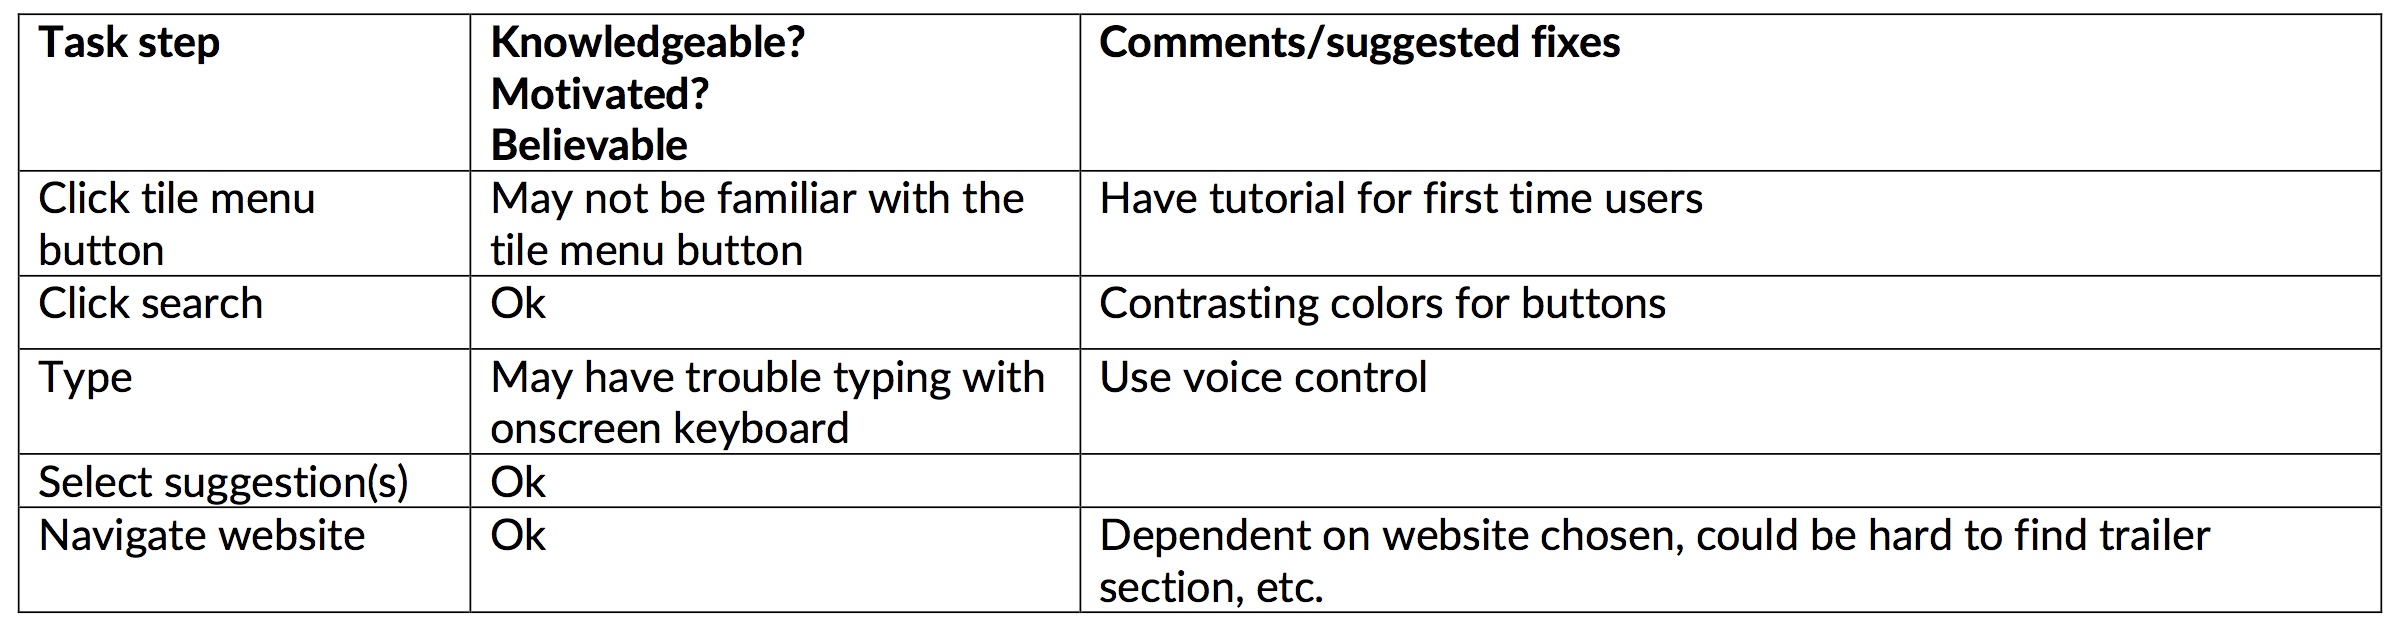 Task step
Knowledgeable?
Motivated?
Believable
Comments/suggested fixes
Click tile menu
button
May not be familiar with the
tile menu button
Have tutorial for first time users
Click search
Ok
Contrasting colors for buttons
Type
May have trouble typing with
onscreen keyboard
Use voice control
Select suggestion(s)
Ok
Navigate website
Ok
Dependent on website chosen, could be hard to find trailer
section, etc.